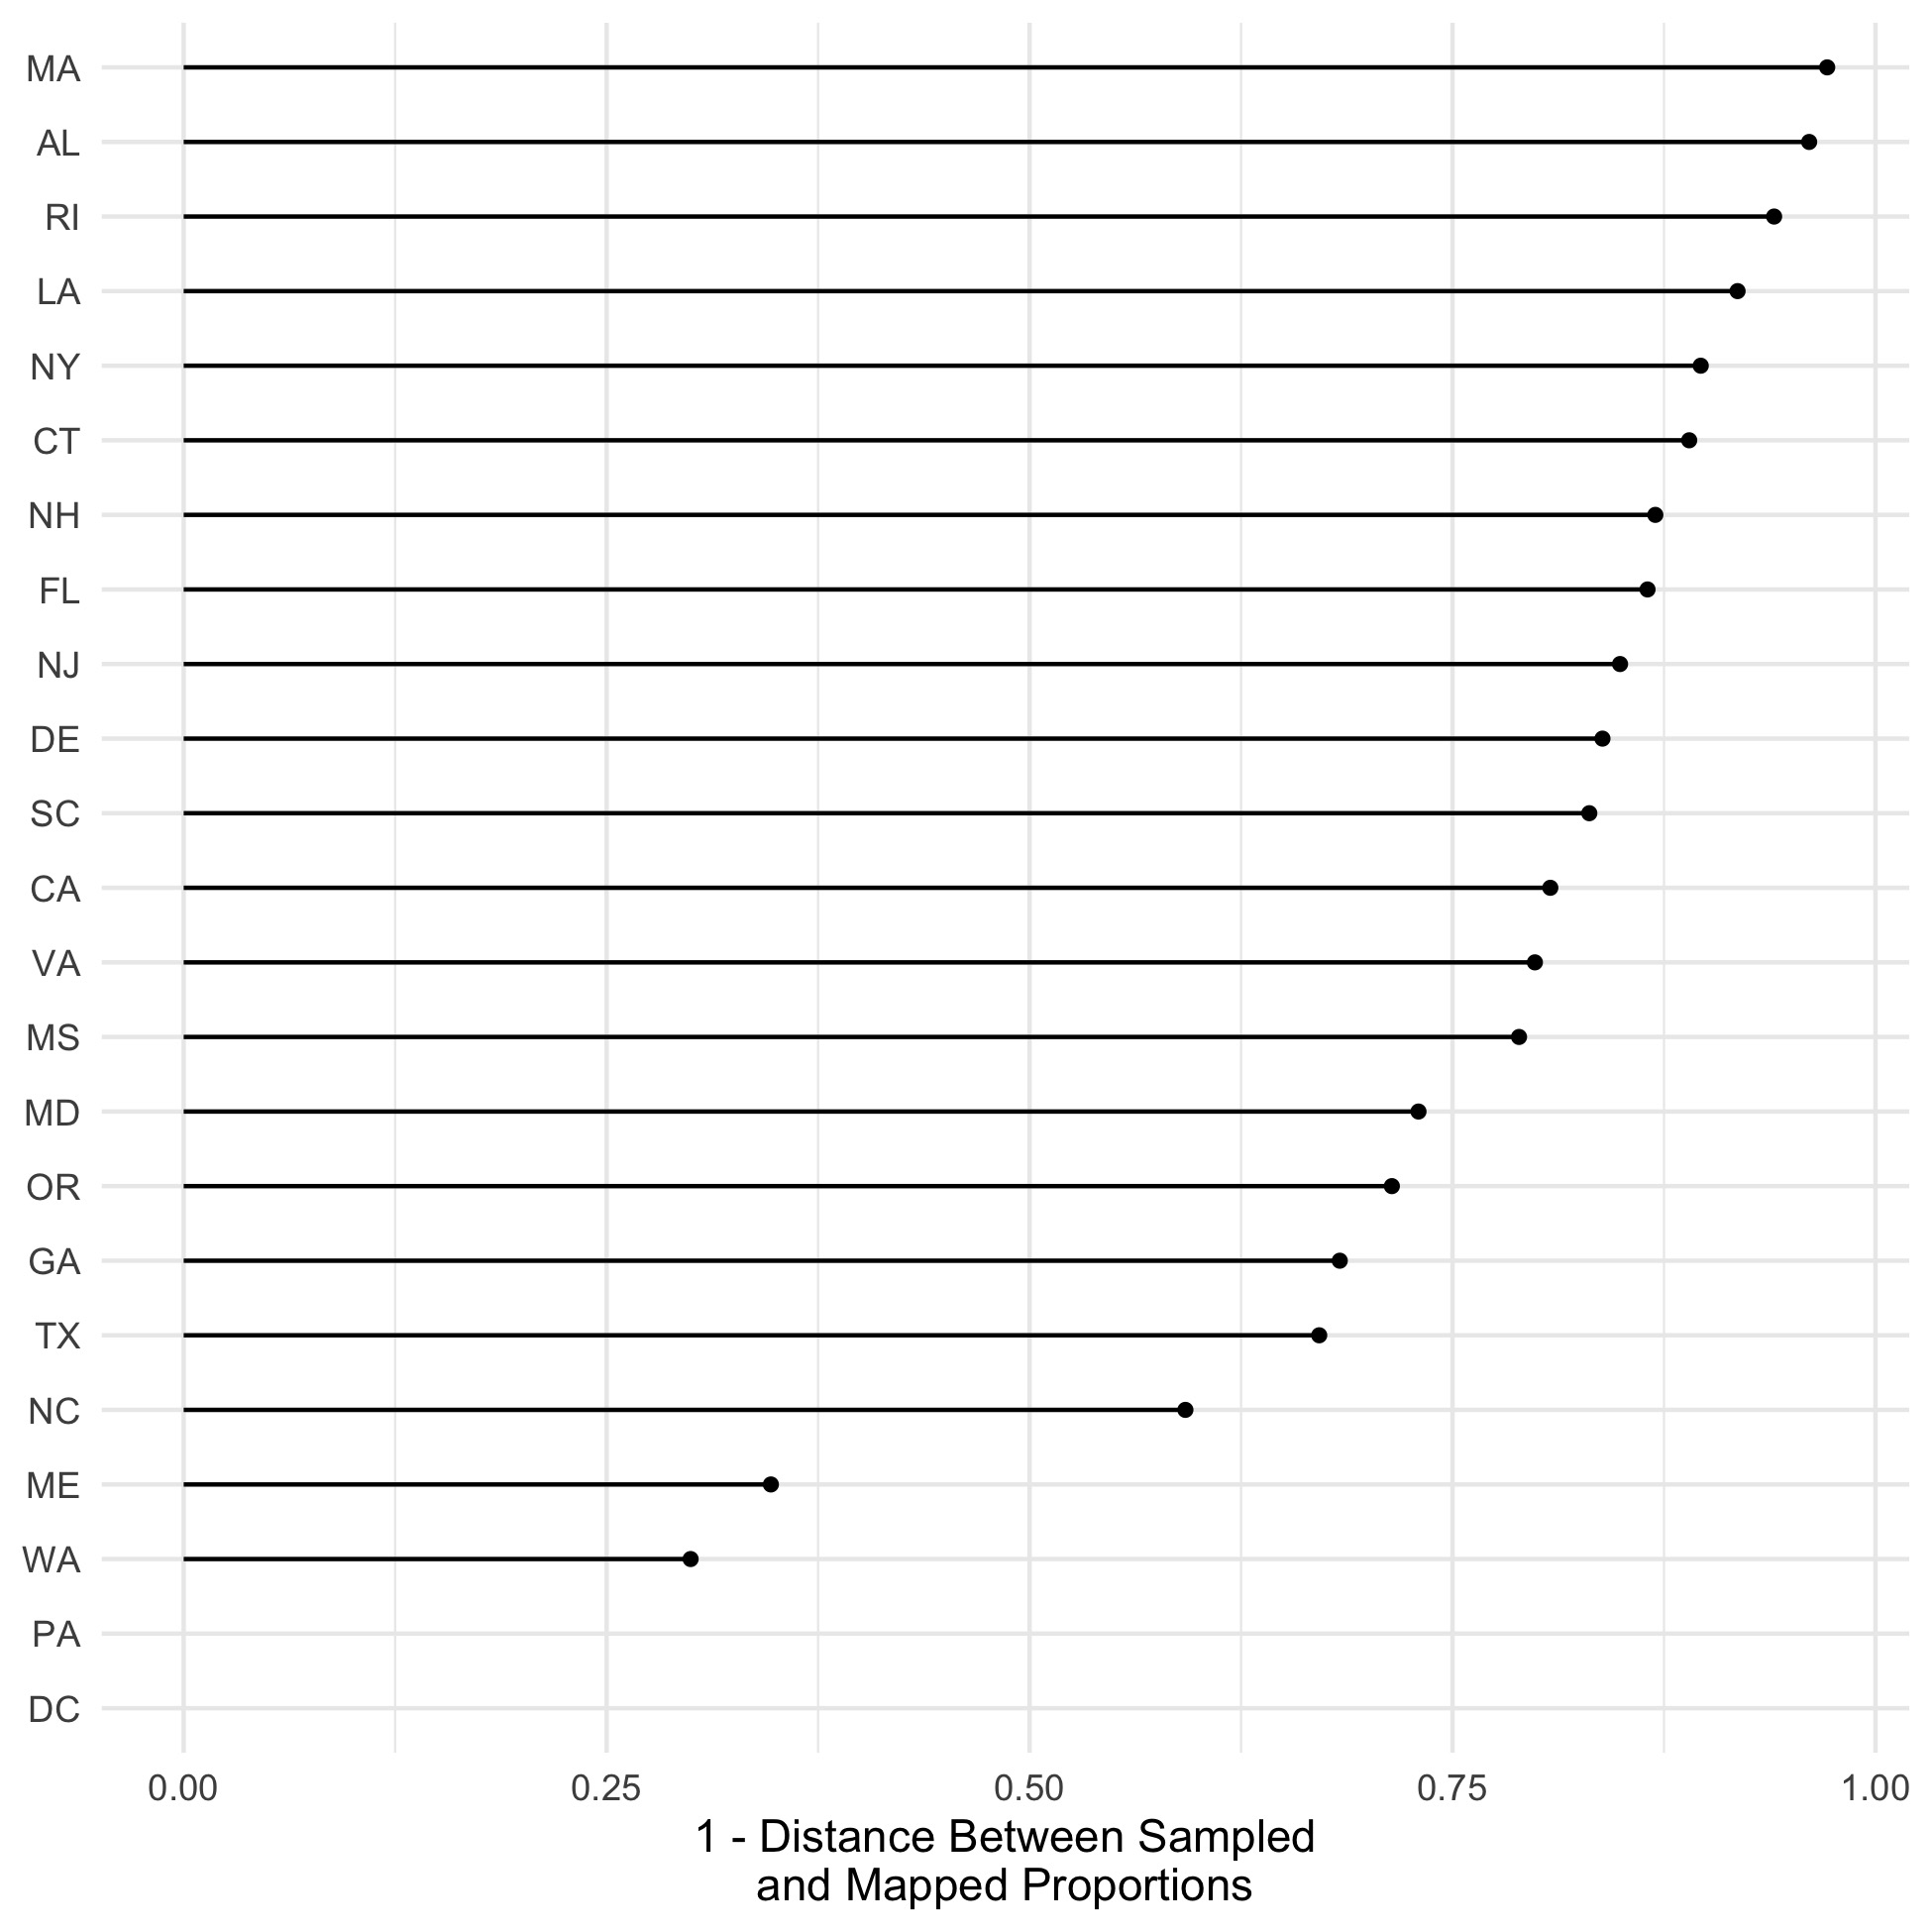 MA
AL
RI
LA
NY
CT
NH
FL
NJ
DE
SC
CA
VA
MS
MD
OR
GA
TX
NC
ME
WA
PA
DC
0.00 0.25 0.50 0.75 1.00
1 - Distance Between Sampled
and Mapped Proportions